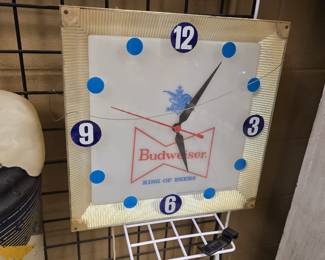 12
9
3
Budweiser.
KING OF BEERS
6